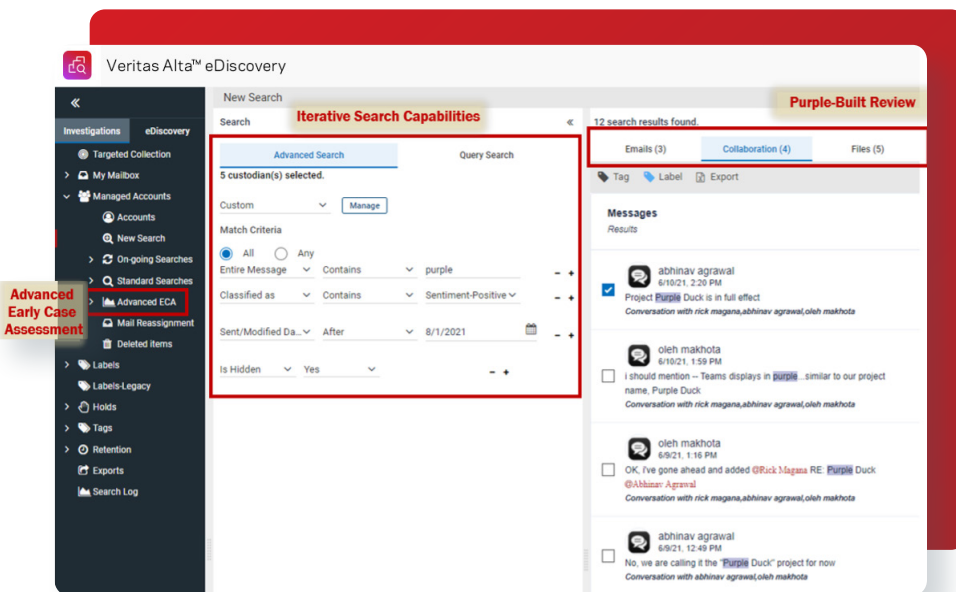 Veritas Alta™ eDiscovery
New Search
Iterative Search Capabilities
Purple-Built Review
Investigations eDiscovery
Targeted Collection
My Mailbox
Managed Accounts
Accounts
New Search
On-going Searches
Standard Searches
Advanced ECA
Mail Reassignment
Deleted items
Labels
Labels-Legacy
Holds
Tags
Retention
Exports
Search Log
Advanced
Early Case
Assessment
Search
Advanced Search Query Search
5 custodian(s) selected.
Custom Manage
Match Criteria
All Any
Entire Message Contains purple - +
Classified as Contains Sentiment-Positive - +
Sent/Modified Da... After 8/1/2021 - +
Is Hidden Yes - +
12 search results found.
Emails (3) Collaboration (4) Files (5)
Tag Label Export
Messages
Results
abhinav agrawal
6/10/21, 2:20 PM
Project Purple Duck is in full effect
Conversation with rick magana,abhinav agrawal,oleh makhota
oleh makhota
6/10/21, 1:59 PM
i should mention -- Teams displays in purple...similar to our project
name, Purple Duck
Conversation with rick magana,abhinav agrawal,oleh makhota
oleh makhota
6/9/21, 1:16 PM
OK, I've gone ahead and added @Rick Magana RE: Purple Duck
@Abhinav Agrawal
Conversation with rick magana,abhinav agrawal,oleh makhota
abhinav agrawal
6/9/21, 12:49 PM
No, we are calling it the "Purple Duck" project for now
Conversation with abhinav agrawal,oleh makhota